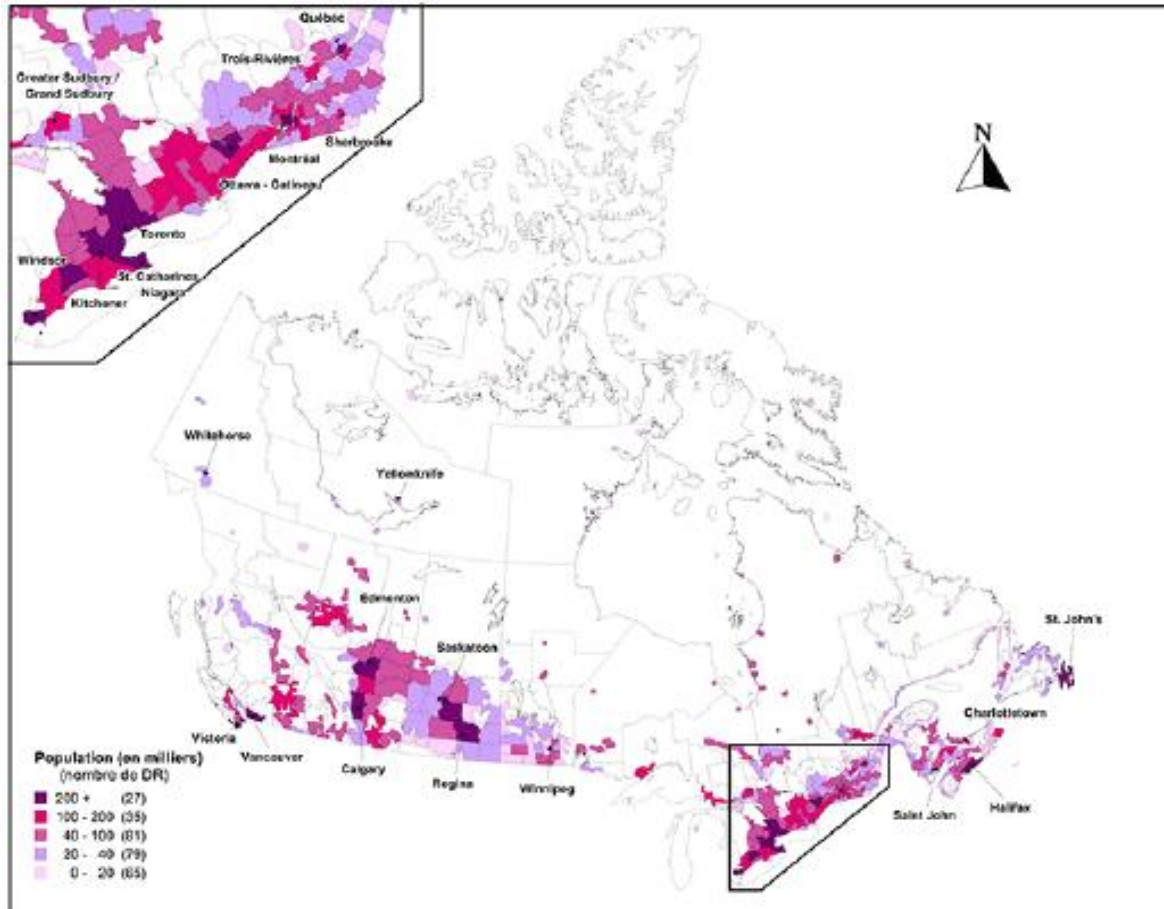 Québec
Trois-Rivières
Greater Sudbury /
Grand Sudbury
Sherbrooke
Montréal
Ottawa - Gatineau
Toronto
Windsor
St. Catharines
Niagara
Kitchener
N
Whitehorse
Yellowknife
Edmonton
Saskatoon
St. John's
Charlottetown
Victoria
Vancouver
Calgary
Regina
Winnipeg
Saint John
Halifax
Population (en milliers)
(nombre de DR)
200 + (27)
100 - 200 (35)
40 - 100 (81)
20 - 40 (79)
0 - 20 (65)